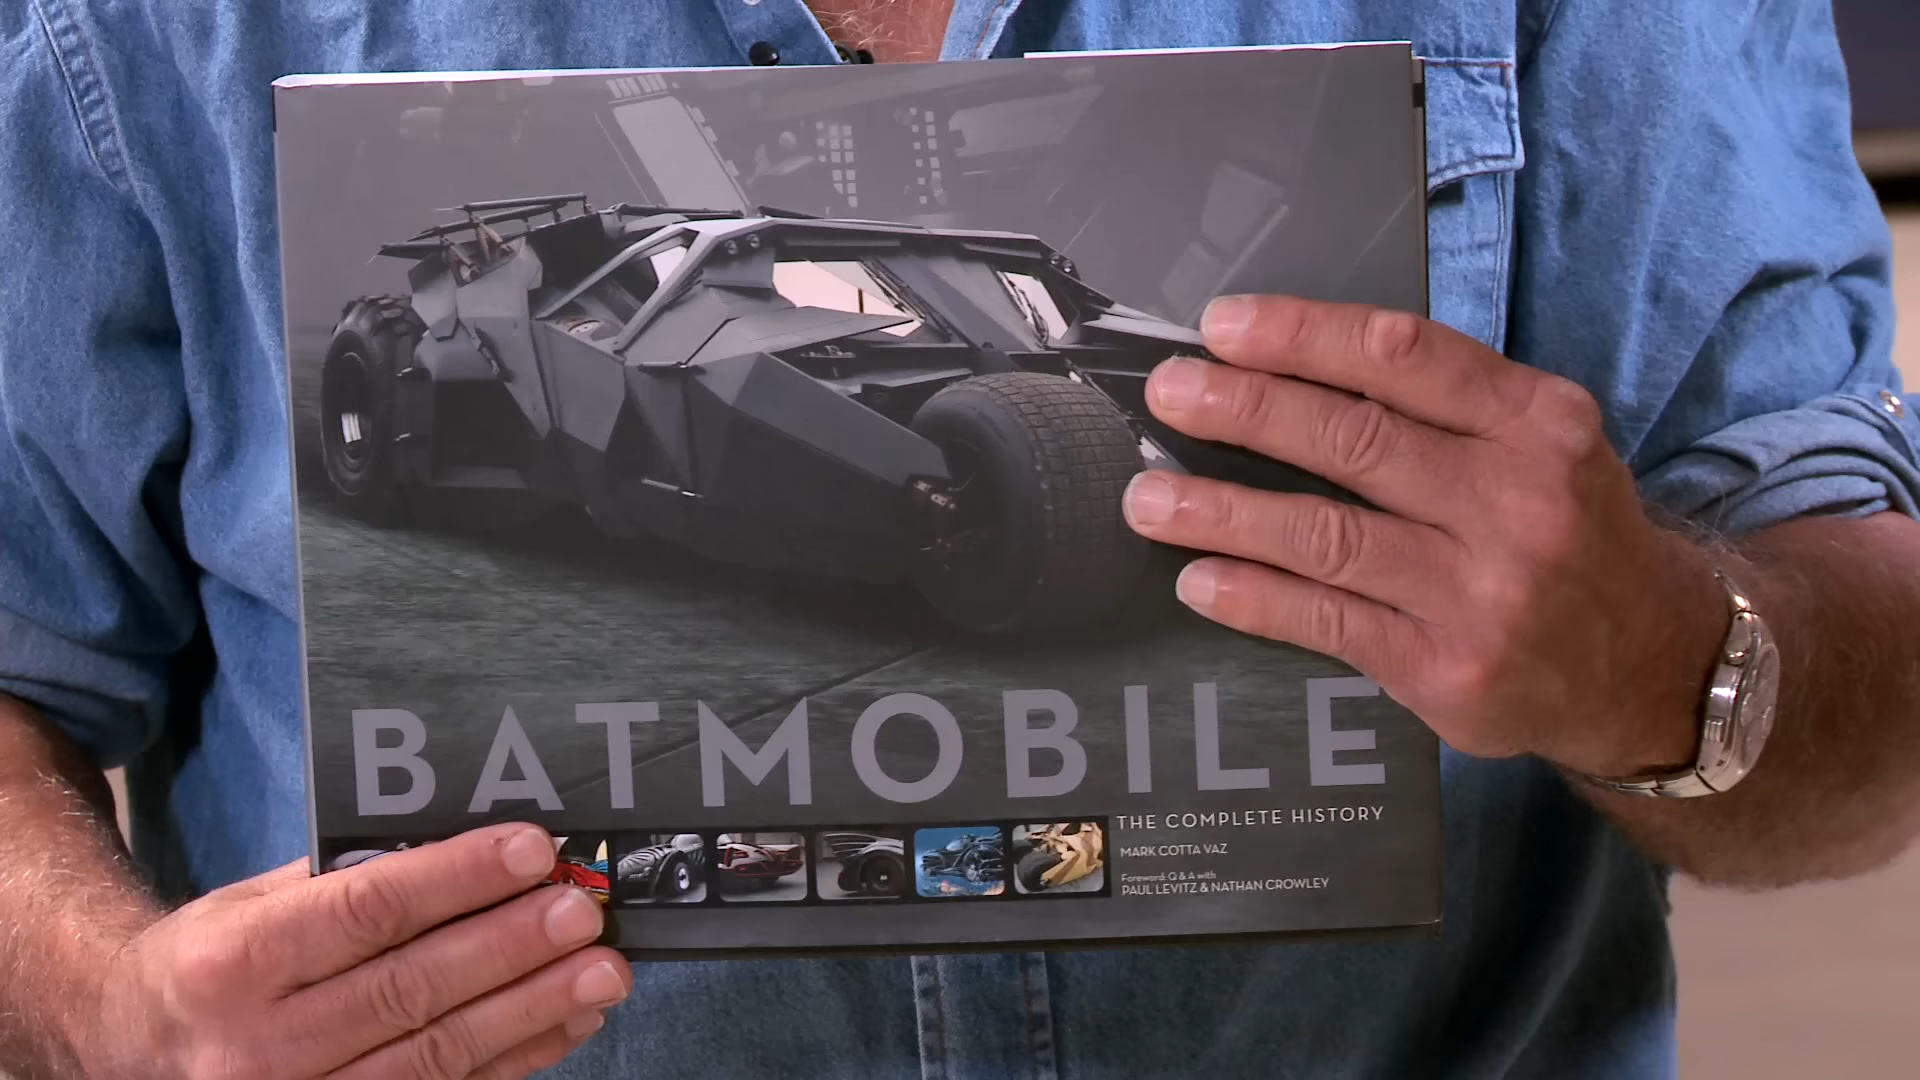 BATMOBILE
THE COMPLETE HISTORY
MARK COTTA VAZ
Foreword: Q & A with
PAUL LEVITZ & NATHAN CROWLEY